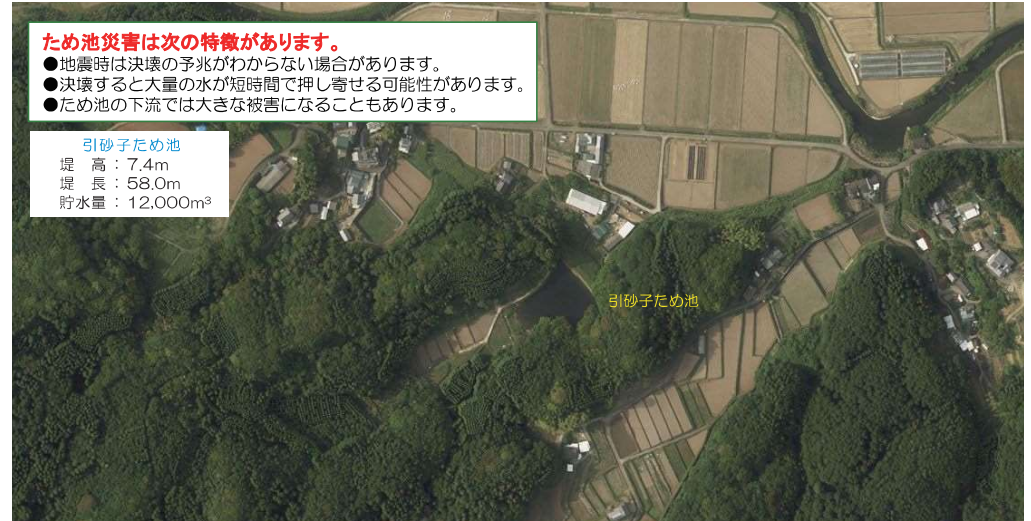 ため池災害は次の特徴があります。
●地震時は決壊の予兆がわからない場合があります。
●決壊すると大量の水が短時間で押し寄せる可能性があります。
●ため池の下流では大きな被害になることもあります。
引砂子ため池
堤　高：7.4m
堤　長：58.0m
貯水量：12,000m³
引砂子ため池